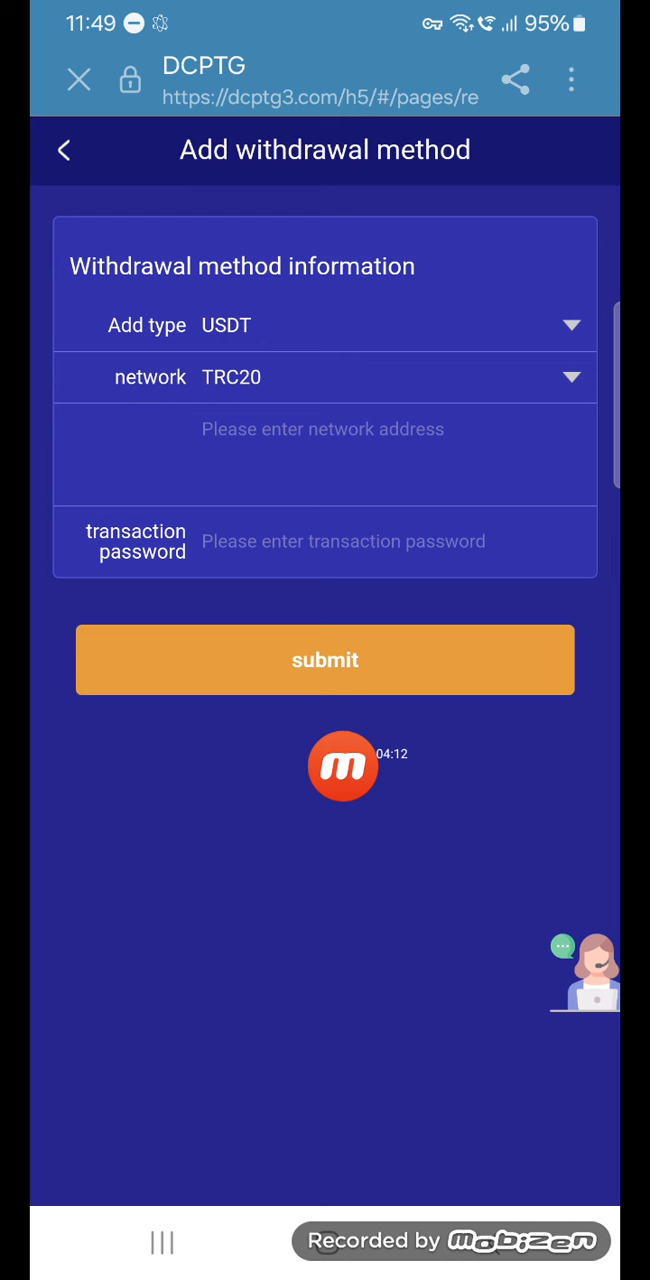 11:49 95%
DCPTG
https://dcptg3.com/h5/#/pages/re
Add withdrawal method
Withdrawal method information
Add type USDT
network TRC20
Please enter network address
transaction
password
Please enter transaction password
submit
m
04:12
Recorded by mobizen